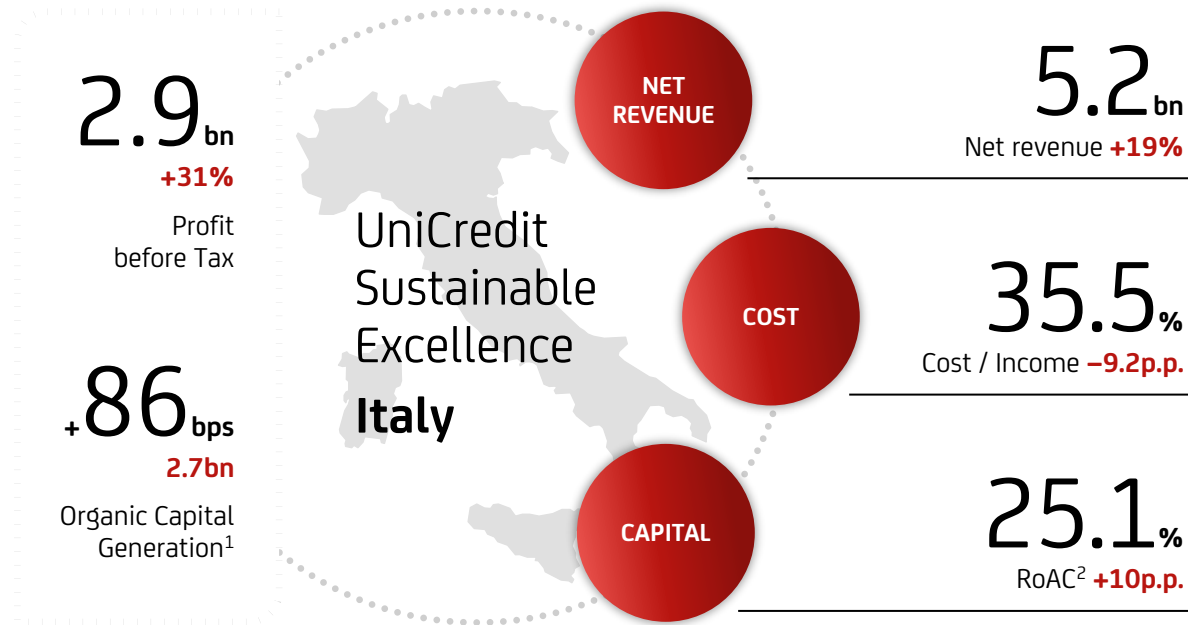 2.9bn
+31%
Profit
before Tax
+86bps
2.7bn
Organic Capital
Generation¹
UniCredit
Sustainable
Excellence
Italy
NET
REVENUE
5.2bn
Net revenue +19%
COST
35.5%
Cost / Income –9.2p.p.
CAPITAL
25.1%
RoAC² +10p.p.